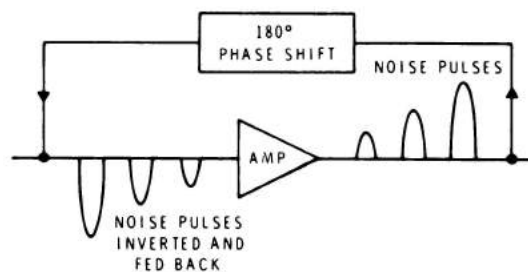 180°
PHASE SHIFT
NOISE PULSES
AMP
NOISE PULSES
INVERTED AND
FED BACK